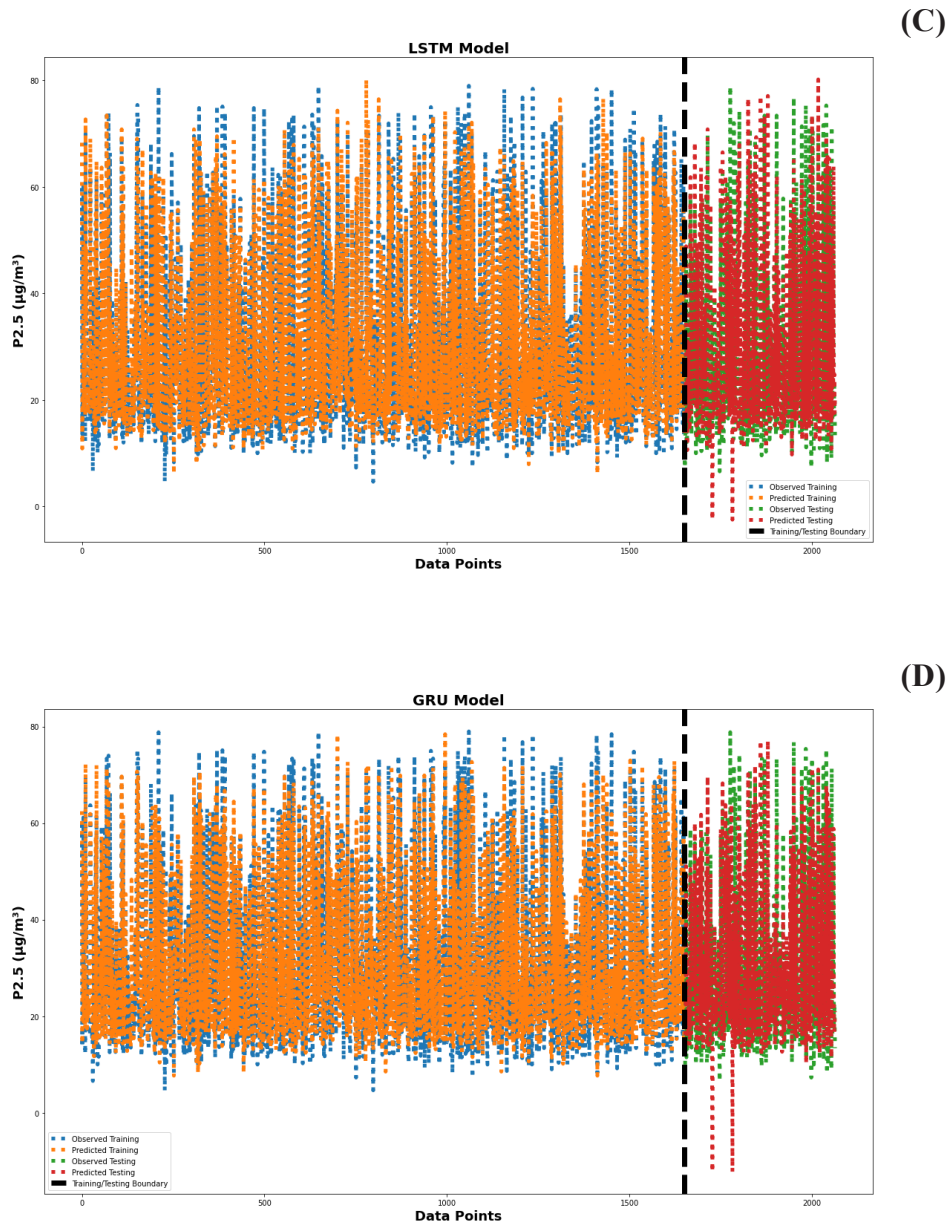 (C)
LSTM Model
P2.5 (µg/m³)
80
60
40
20
0
Observed Training
Predicted Training
Observed Testing
Predicted Testing
Training/Testing Boundary
0 500 1000 1500 2000
Data Points
(D)
GRU Model
P2.5 (µg/m³)
80
60
40
20
0
Observed Training
Predicted Training
Observed Testing
Predicted Testing
Training/Testing Boundary
0 500 1000 1500 2000
Data Points